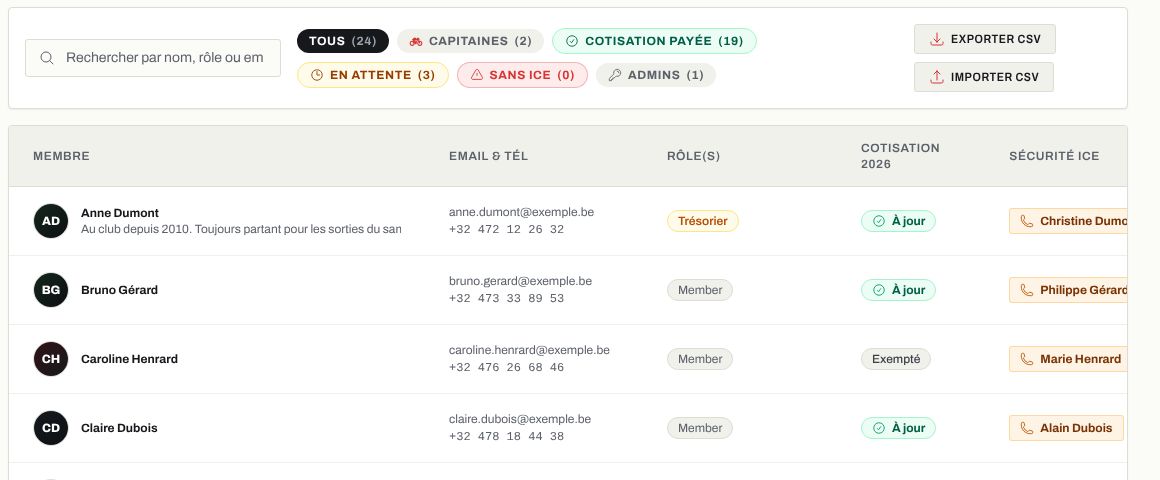 Rechercher par nom, rôle ou em
TOUS (24) CAPITAINES (2) COTISATION PAYÉE (19)
EN ATTENTE (3) SANS ICE (0) ADMINS (1)
EXPORTER CSV
IMPORTER CSV
MEMBRE EMAIL & TÉL RÔLE(S) COTISATION 2026 SÉCURITÉ ICE
AD Anne Dumont anne.dumont@exemple.be Trésorier À jour Christine Dumo
Au club depuis 2010. Toujours partant pour les sorties du san +32 472 12 26 32
BG Bruno Gérard bruno.gerard@exemple.be Member À jour Philippe Gérard
+32 473 33 89 53
CH Caroline Henrard caroline.henrard@exemple.be Member Exempté Marie Henrard
+32 476 26 68 46
CD Claire Dubois claire.dubois@exemple.be Member À jour Alain Dubois
+32 478 18 44 38